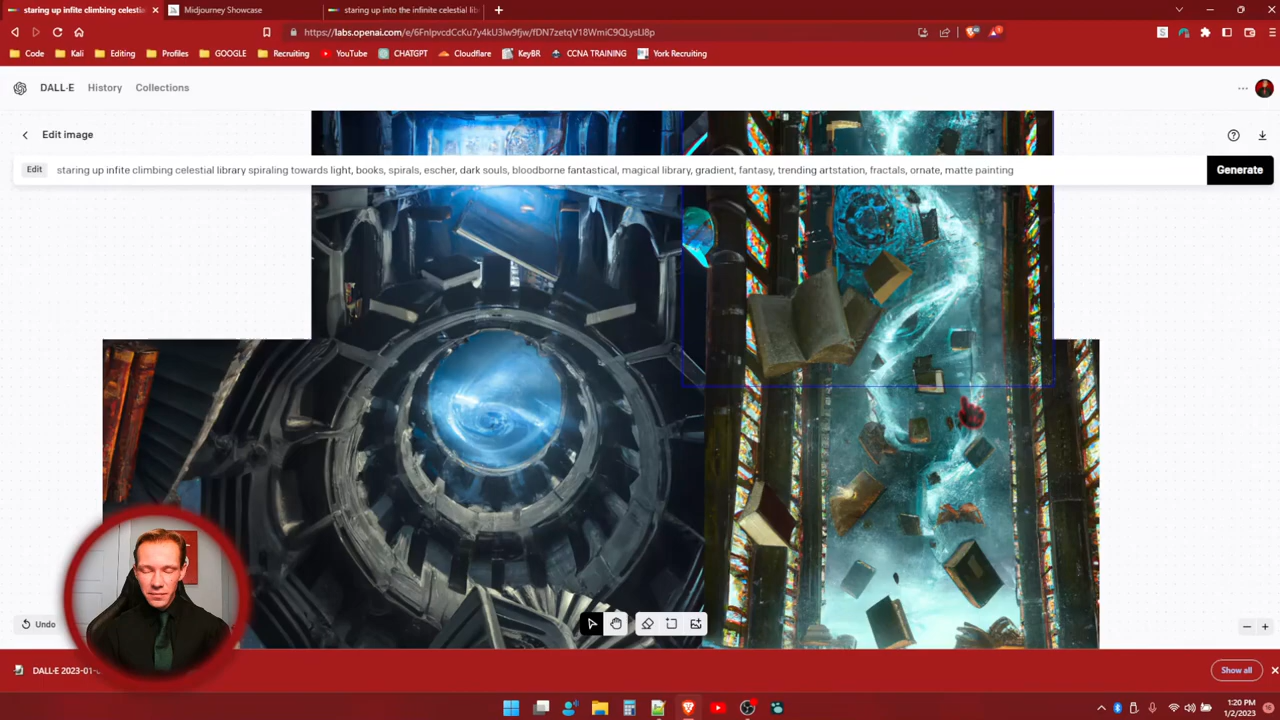 staring up infite climbing celestial
Midjourney Showcase
staring up into the infinite celestial lib
https://labs.openai.com/e/6FnlpvcdCcKu7y4kU3lw9fjw/fDN7zetqV18WmiC9QLysLl8p
Code
Kali
Editing
Profiles
GOOGLE
Recruiting
YouTube
CHATGPT
Cloudflare
KeyBR
CCNA TRAINING
York Recruiting
DALL·E
History
Collections
Edit image
Edit
staring up infite climbing celestial library spiraling towards light, books, spirals, escher, dark souls, bloodborne fantastical, magical library, gradient, fantasy, trending artstation, fractals, ornate, matte painting
Generate
Undo
DALL·E 2023-01-
Show all
1:20 PM
1/2/2023